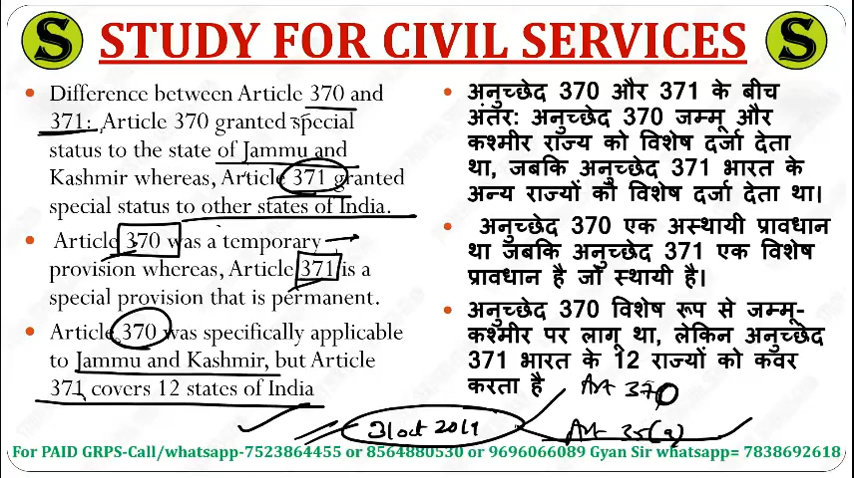 S STUDY FOR CIVIL SERVICES S
Difference between Article 370 and
371: Article 370 granted special
status to the state of Jammu and
Kashmir whereas, Article 371 granted
special status to other states of India.
Article 370 was a temporary
provision whereas, Article 371 is a
special provision that is permanent.
Article 370 was specifically applicable
to Jammu and Kashmir, but Article
371 covers 12 states of India
अनुच्छेद 370 और 371 के बीच
अंतर: अनुच्छेद 370 जम्मू और
कश्मीर राज्य को विशेष दर्जा देता
था, जबकि अनुच्छेद 371 भारत के
अन्य राज्यों को विशेष दर्जा देता था।
अनुच्छेद 370 एक अस्थायी प्रावधान
था जबकि अनुच्छेद 371 एक विशेष
प्रावधान है जो स्थायी है।
अनुच्छेद 370 विशेष रूप से जम्मू-
कश्मीर पर लागू था, लेकिन अनुच्छेद
371 भारत के 12 राज्यों को कवर
करता है
Art 370
31 oct 2019
Art 35(a)
For PAID GRPS-Call/whatsapp-7523864455 or 8564880530 or 9696066089 Gyan Sir whatsapp= 7838692618